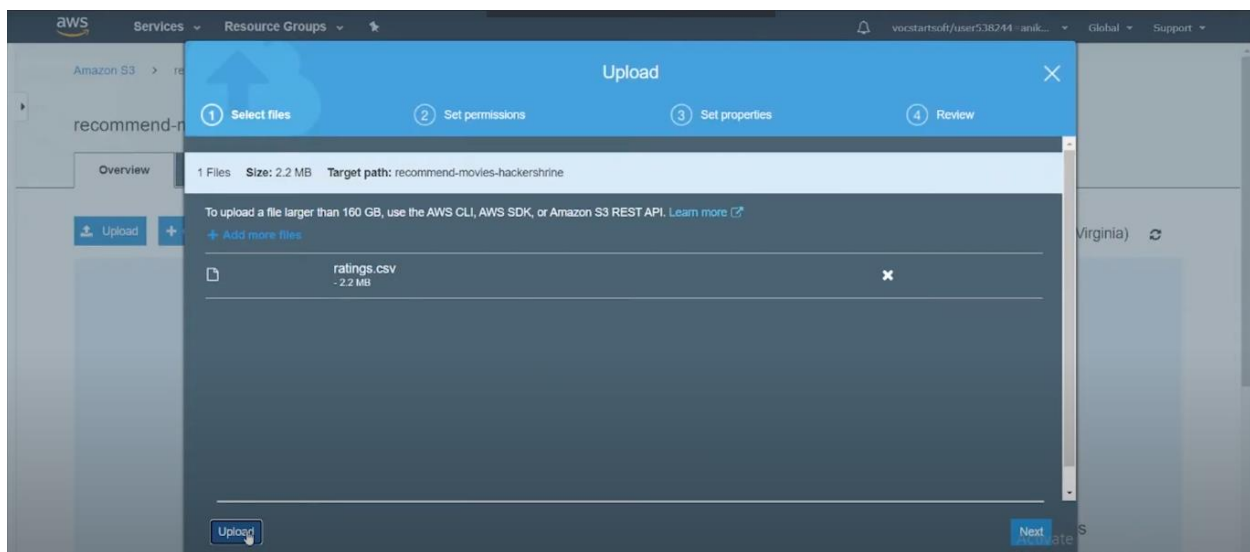 aws Services Resource Groups vocstartsoft/user538244=anik... Global Support
Amazon S3 > re
Upload
recommend-m
1 Select files 2 Set permissions 3 Set properties 4 Review
Overview
1 Files Size: 2.2 MB Target path: recommend-movies-hackershrine
To upload a file larger than 160 GB, use the AWS CLI, AWS SDK, or Amazon S3 REST API. Learn more
+ Add more files
Upload +
Virginia)
ratings.csv
- 2.2 MB
Upload
Next